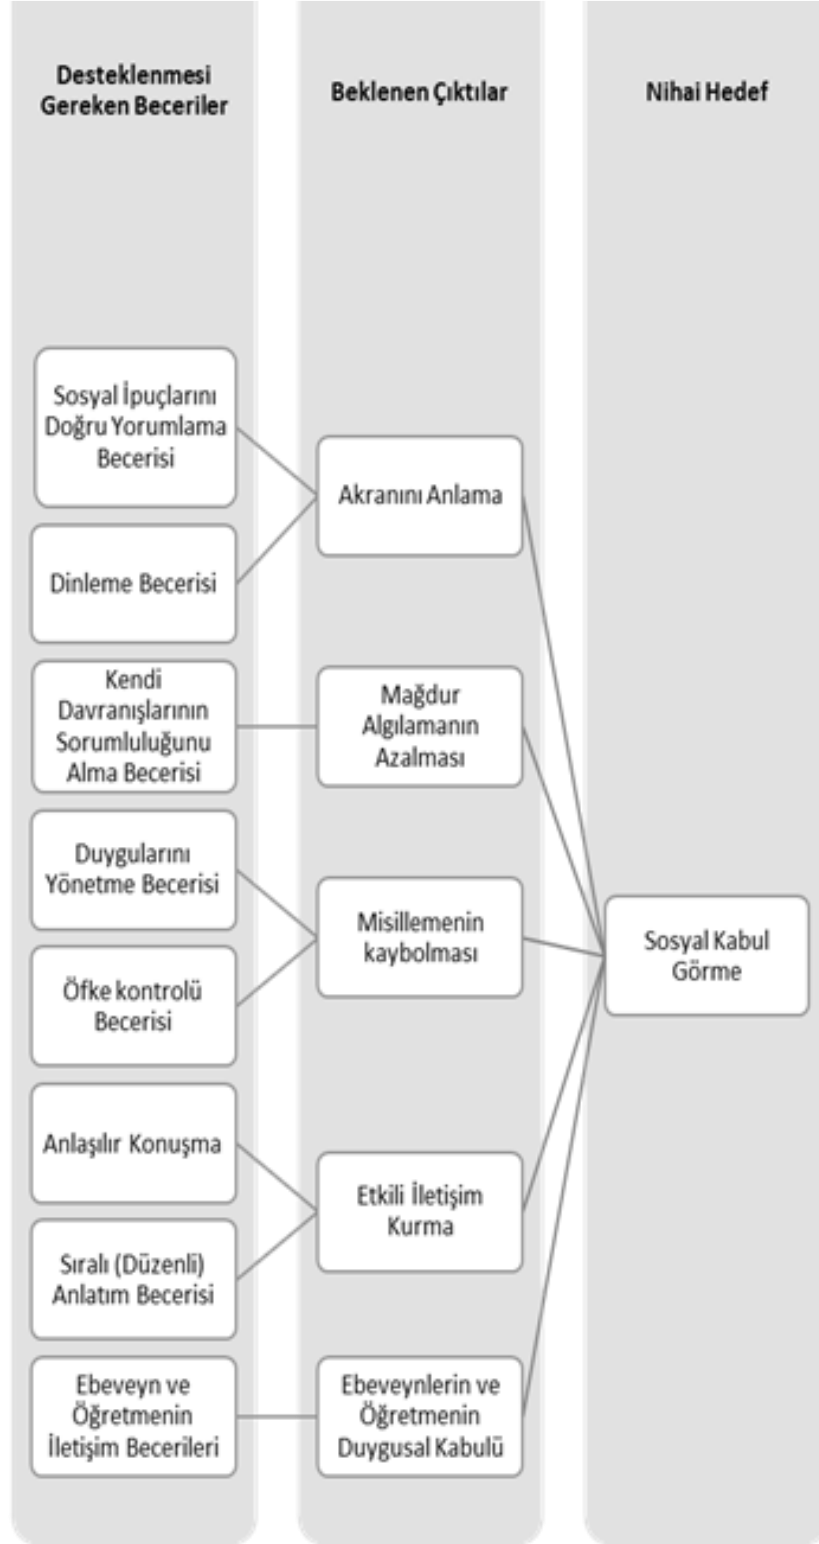 Desteklenmesi
Gereken Beceriler
Beklenen Çıktılar
Nihai Hedef
Sosyal İpuçlarını
Doğru Yorumlama
Becerisi
Dinleme Becerisi
Kendi
Davranışlarının
Sorumluluğunu
Alma Becerisi
Duygularını
Yönetme Becerisi
Öfke kontrolü
Becerisi
Anlaşılır Konuşma
Sıralı (Düzenli)
Anlatım Becerisi
Ebeveyn ve
Öğretmenin
İletişim Becerileri
Akranını Anlama
Mağdur
Algılamanın
Azalması
Misillemenin
kaybolması
Etkili İletişim
Kurma
Ebeveynlerin ve
Öğretmenin
Duygusal Kabulü
Sosyal Kabul
Görme